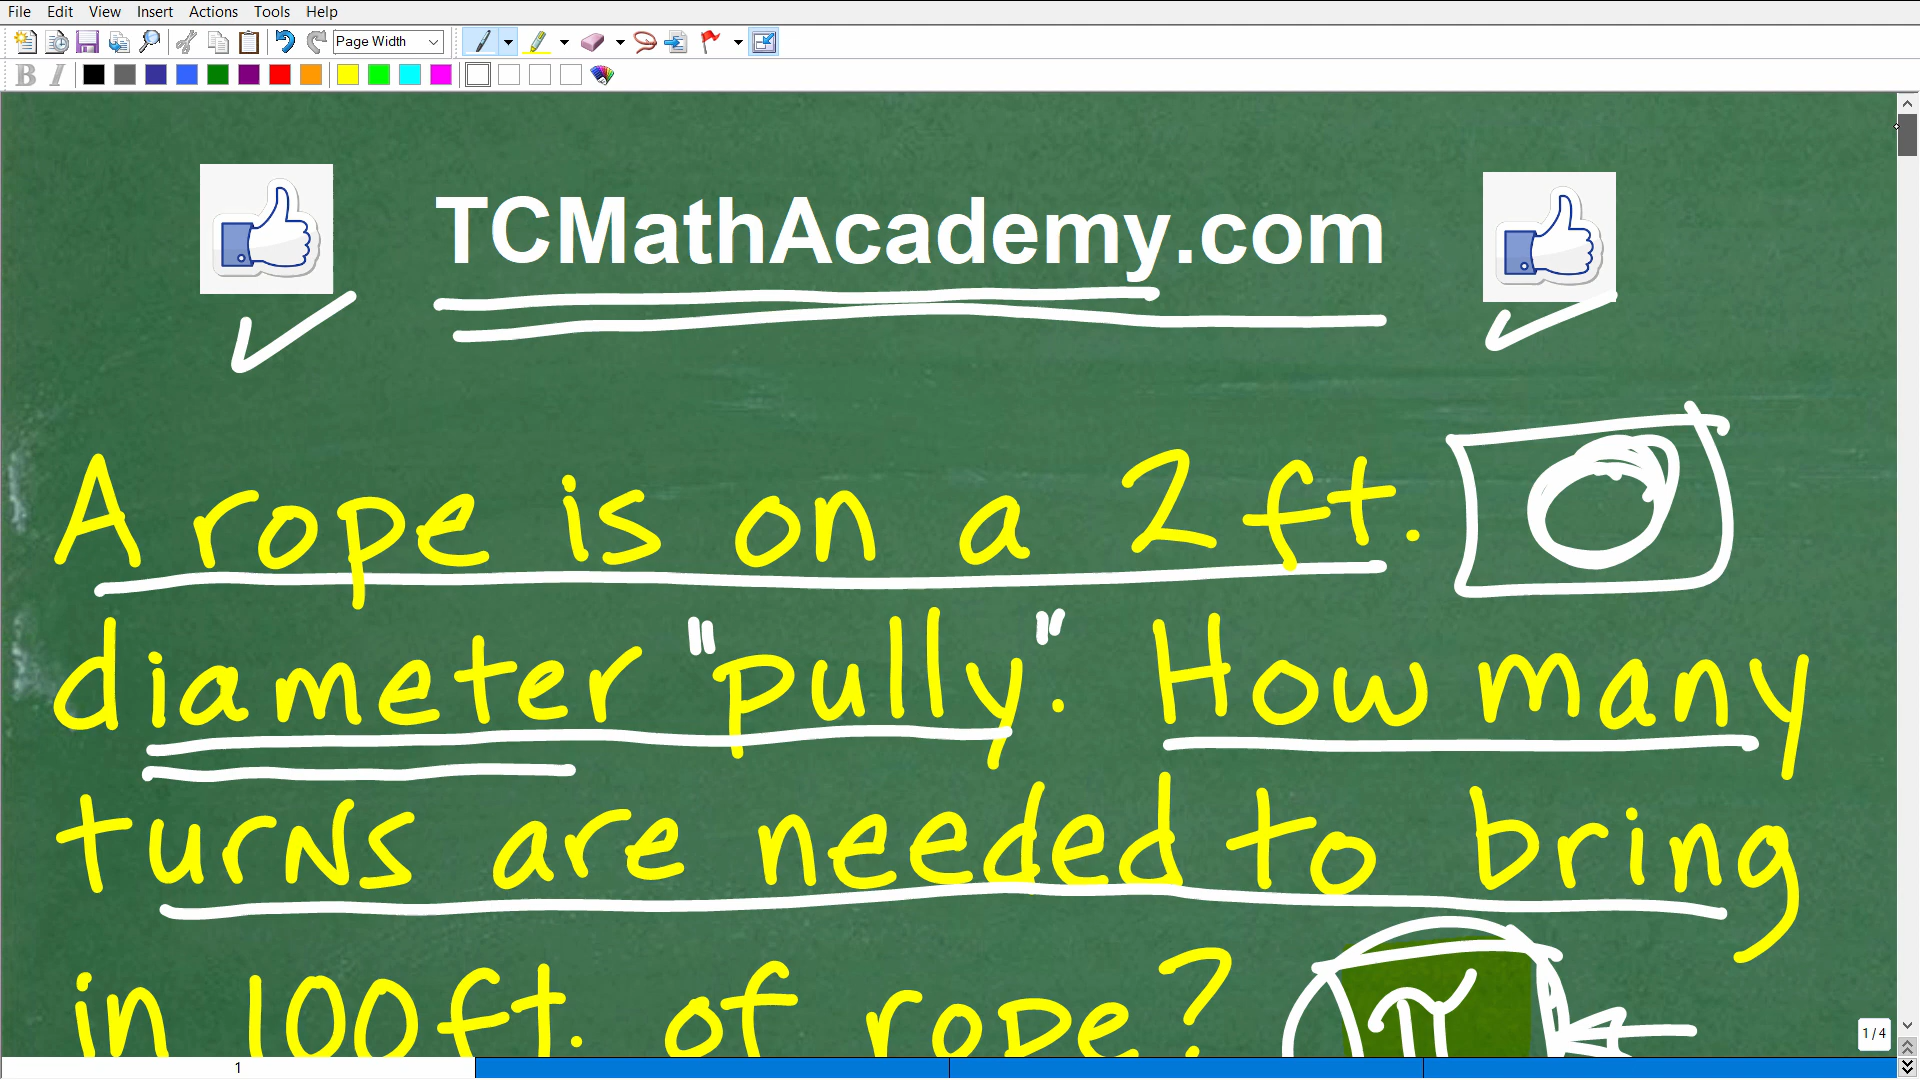 File Edit View Insert Actions Tools Help
Page Width
B I
TCMathAcademy.com
A rope is on a 2 ft.
diameter "pully". How many
turns are needed to bring
in 100 ft. of rope?
π
1 / 4
1